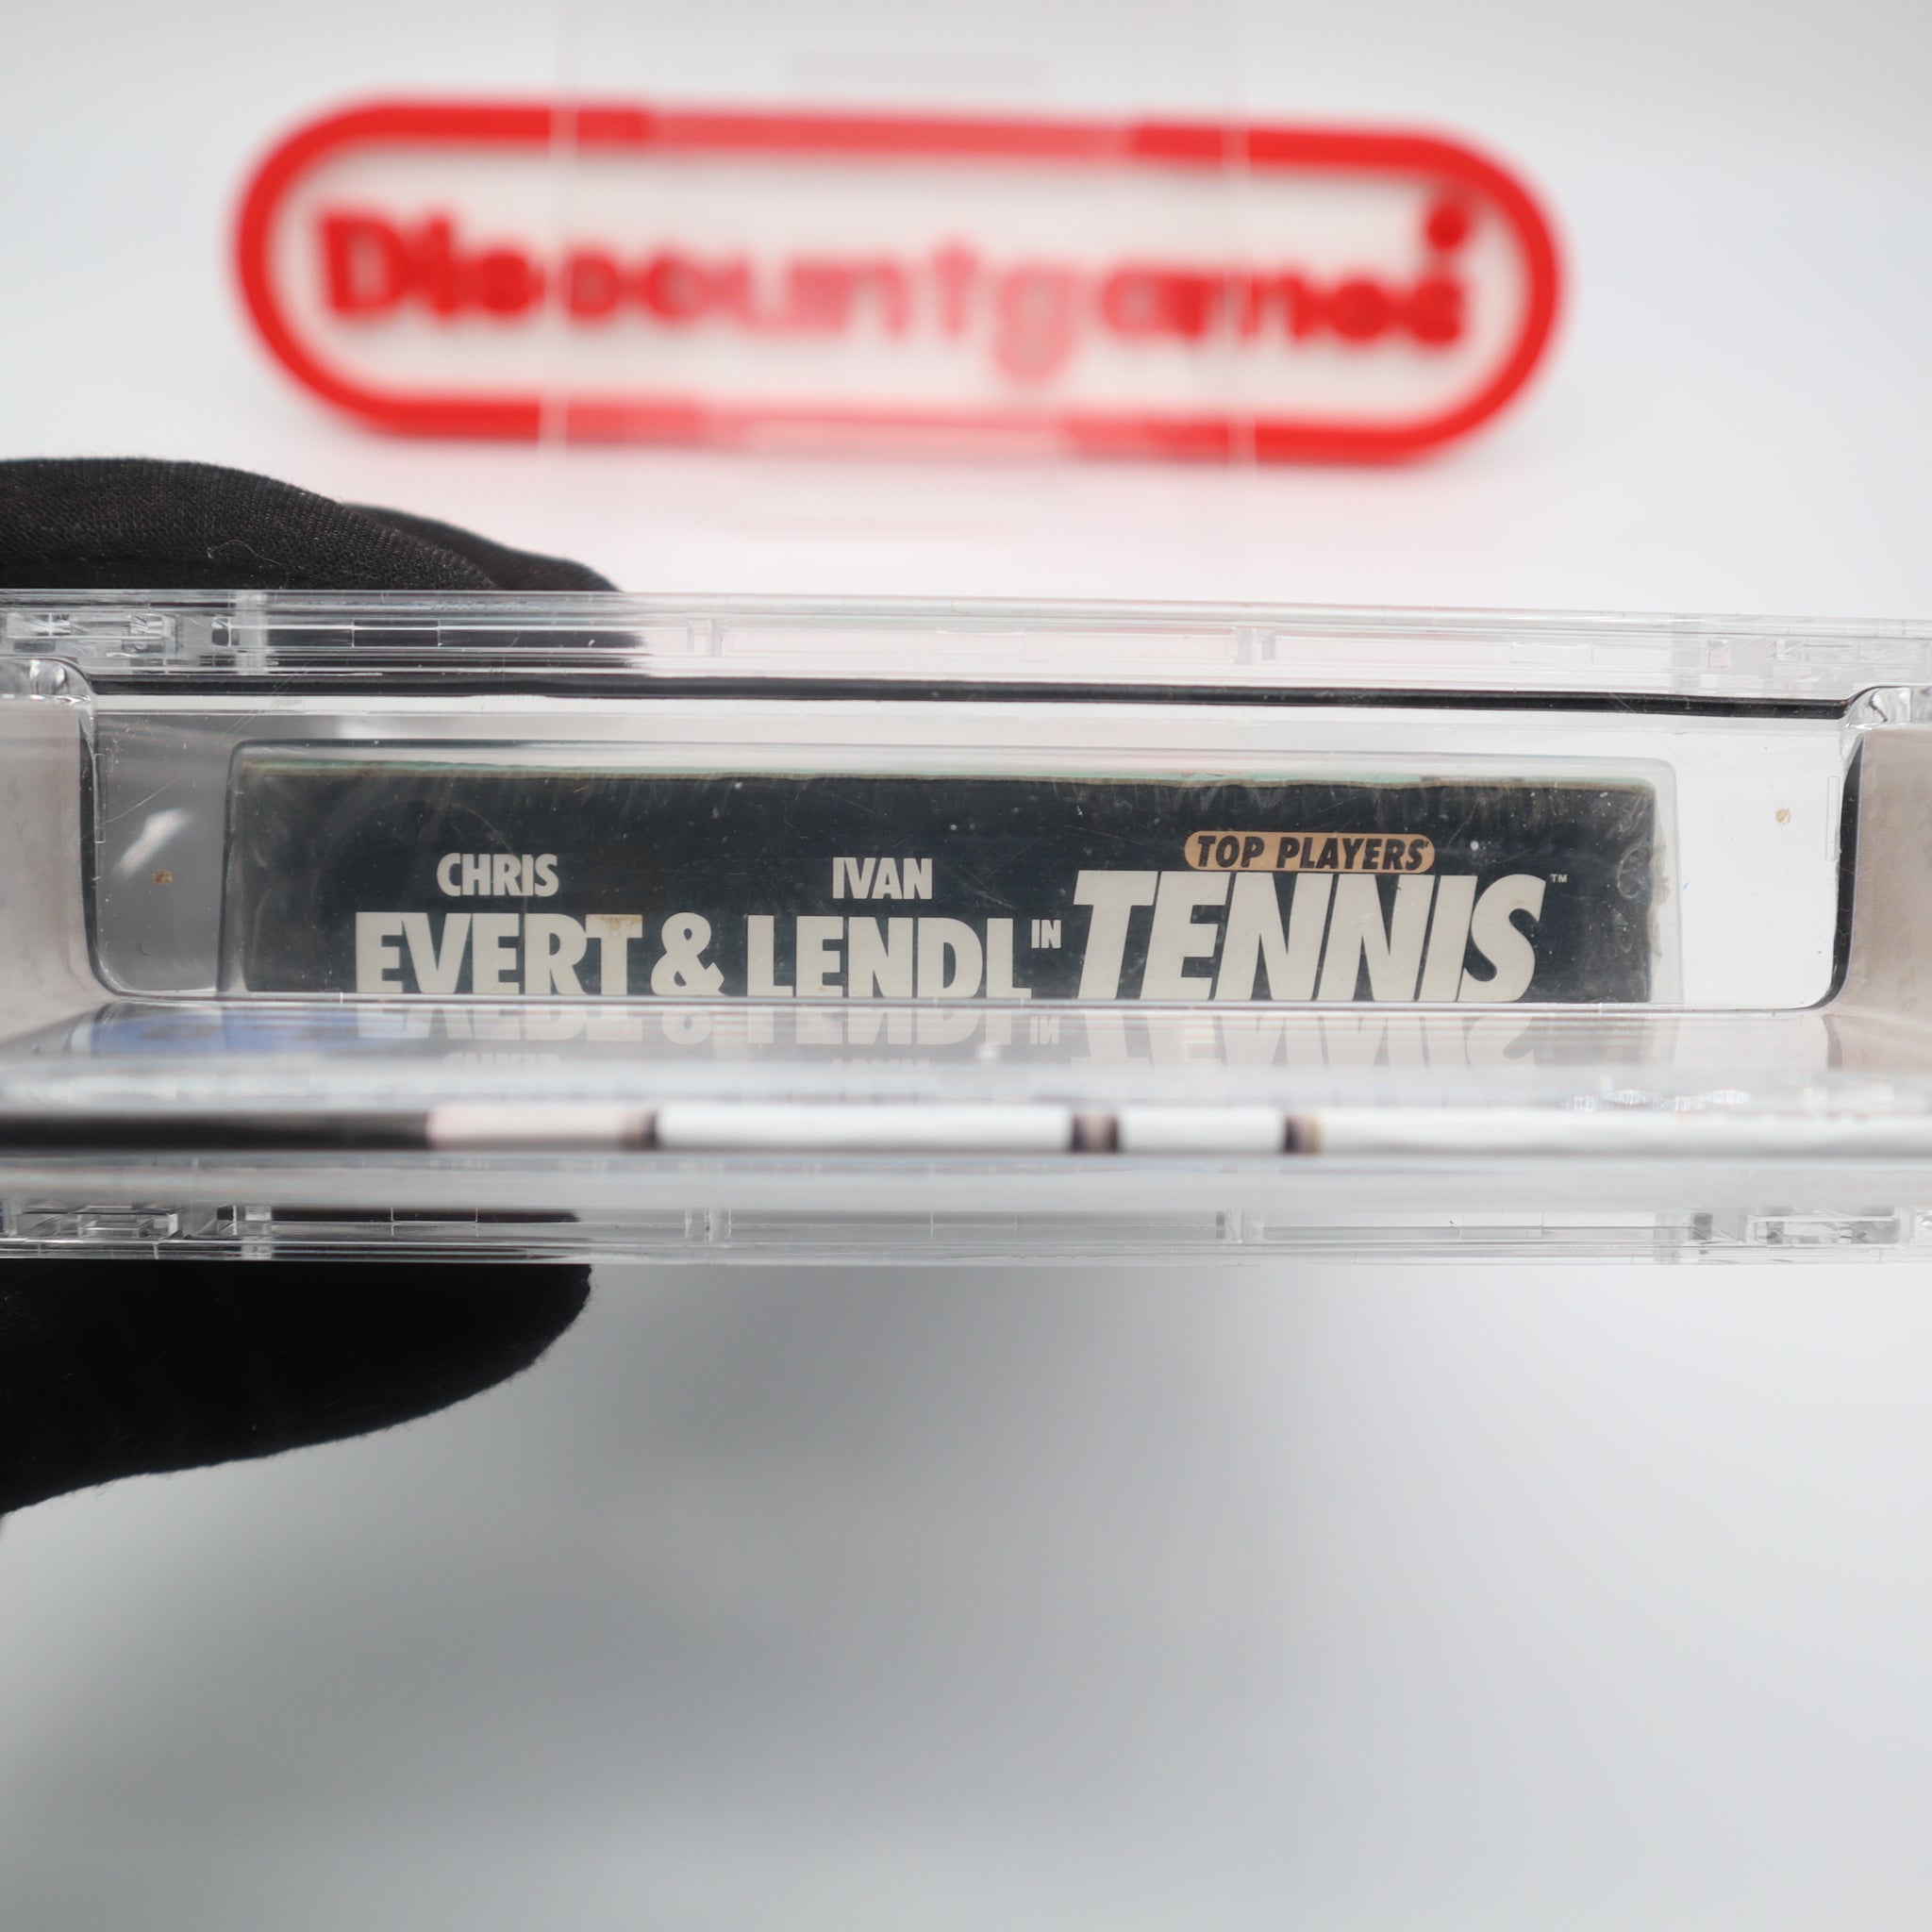 Discountgames
CHRIS IVAN TOP PLAYERS'
EVERT & LENDL IN TENNIS™